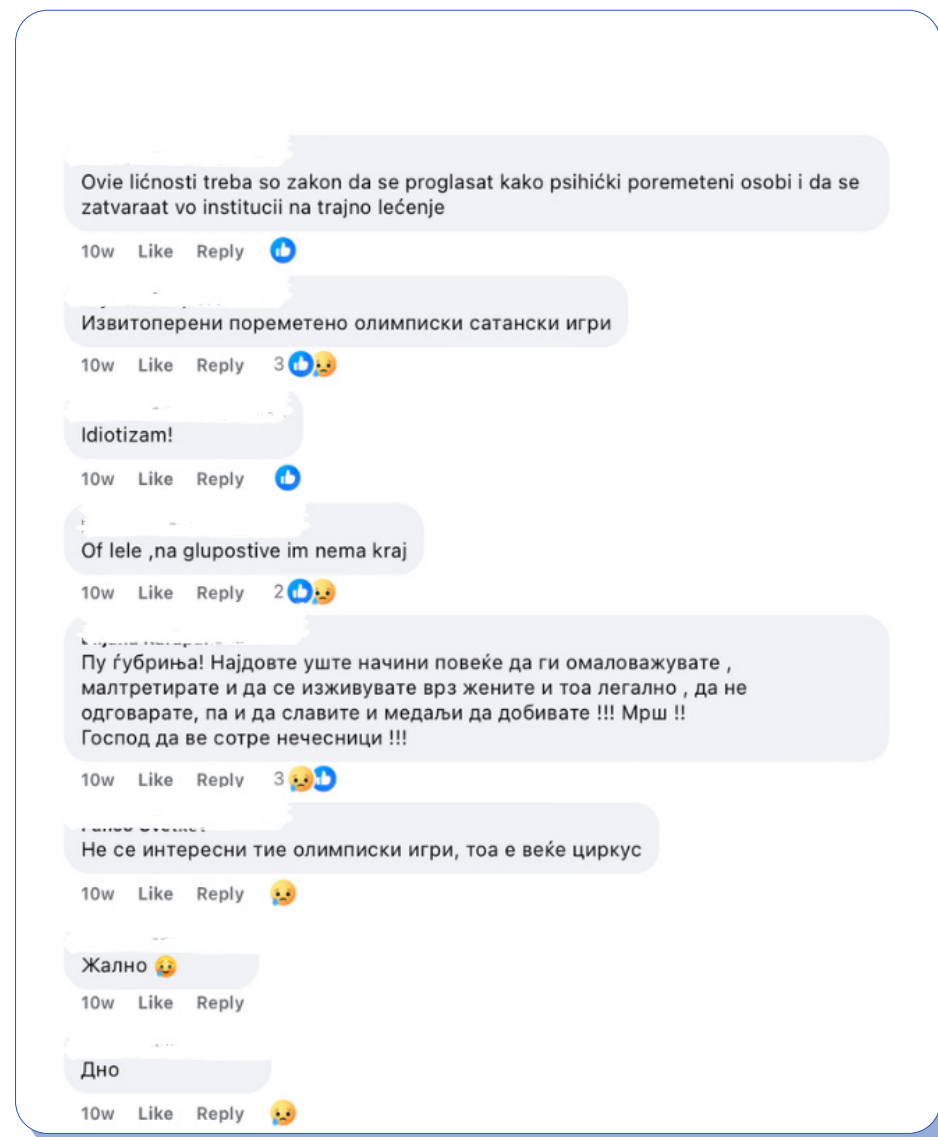 Ovie lićnosti treba so zakon da se proglasat kako psihićki poremeteni osobi i da se
zatvaraat vo institucii na trajno lećenje
10w Like Reply
Извитоперени пореметено олимписки сатански игри
10w Like Reply 3
Idiotizam!
10w Like Reply
Of lele ,na glupostive im nema kraj
10w Like Reply 2
Пу ѓубриња! Најдовте уште начини повеќе да ги омаловажувате ,
малтретирате и да се изживувате врз жените и тоа легално , да не
одговарате, па и да славите и медаљи да добивате !!! Мрш !!
Господ да ве сотре нечесници !!!
10w Like Reply 3
Не се интересни тие олимписки игри, тоа е веќе циркус
10w Like Reply
Жално 😥
10w Like Reply
Дно
10w Like Reply